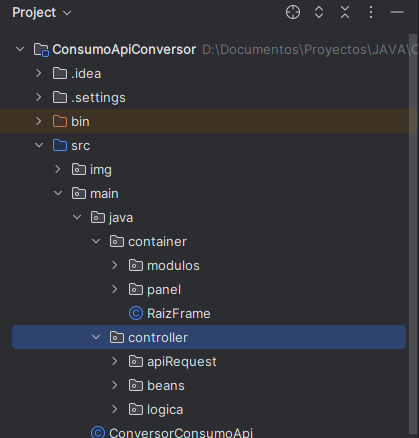 Project
ConsumoApiConversor D:\Documentos\Proyectos\JAVA\C
.idea
.settings
bin
src
img
main
java
container
modulos
panel
RaizFrame
controller
apiRequest
beans
logica
ConversorConsumoApi